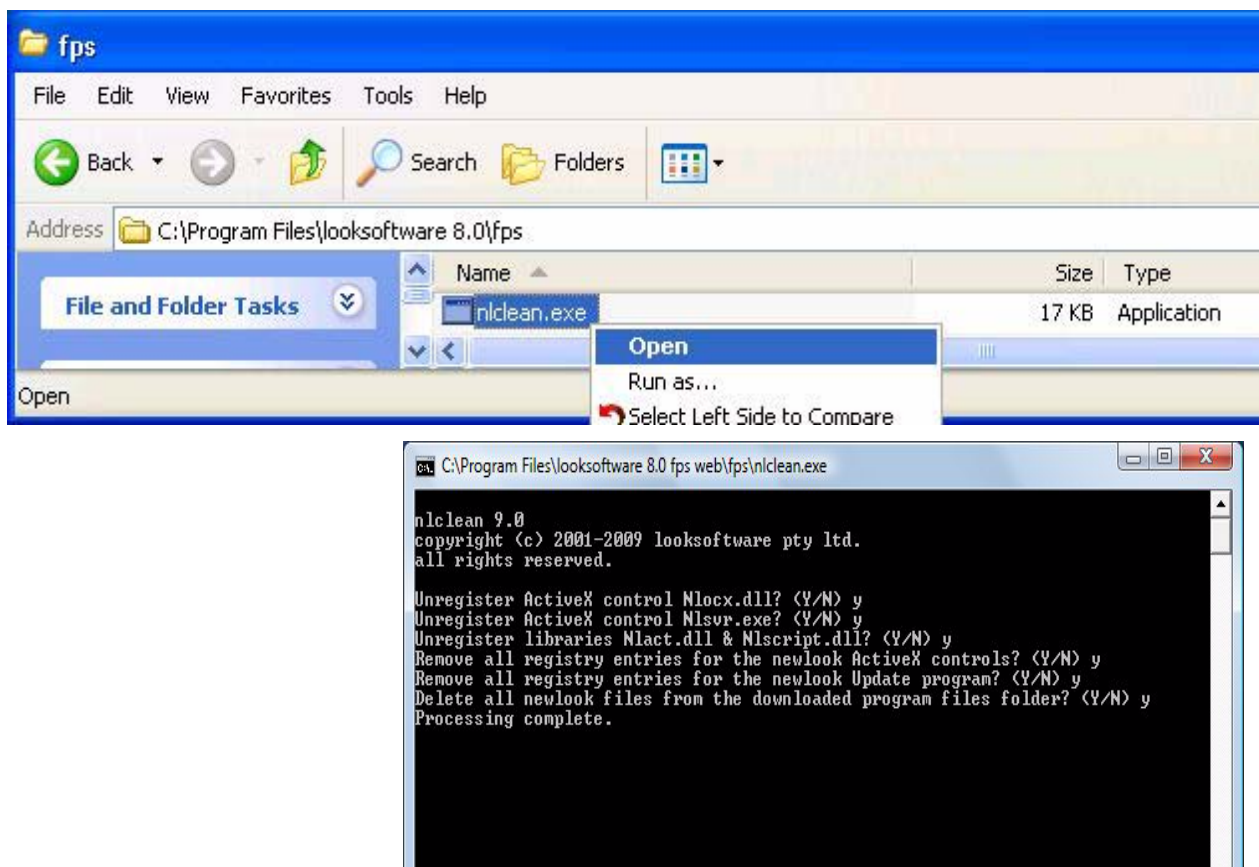 fps
File Edit View Favorites Tools Help
Back Search Folders
Address C:\Program Files\looksoftware 8.0\fps
Name Size Type
File and Folder Tasks
nlclean.exe 17 KB Application
Open
Run as...
Open
Select Left Side to Compare
C:\Program Files\looksoftware 8.0 fps web\fps\nlclean.exe
nlclean 9.0
copyright (c) 2001-2009 looksoftware pty ltd.
all rights reserved.
Unregister ActiveX control Nlocx.dll? (Y/N) y
Unregister ActiveX control Nlsvr.exe? (Y/N) y
Unregister libraries Nlact.dll & Nlscript.dll? (Y/N) y
Remove all registry entries for the newlook ActiveX controls? (Y/N) y
Remove all registry entries for the newlook Update program? (Y/N) y
Delete all newlook files from the downloaded program files folder? (Y/N) y
Processing complete.